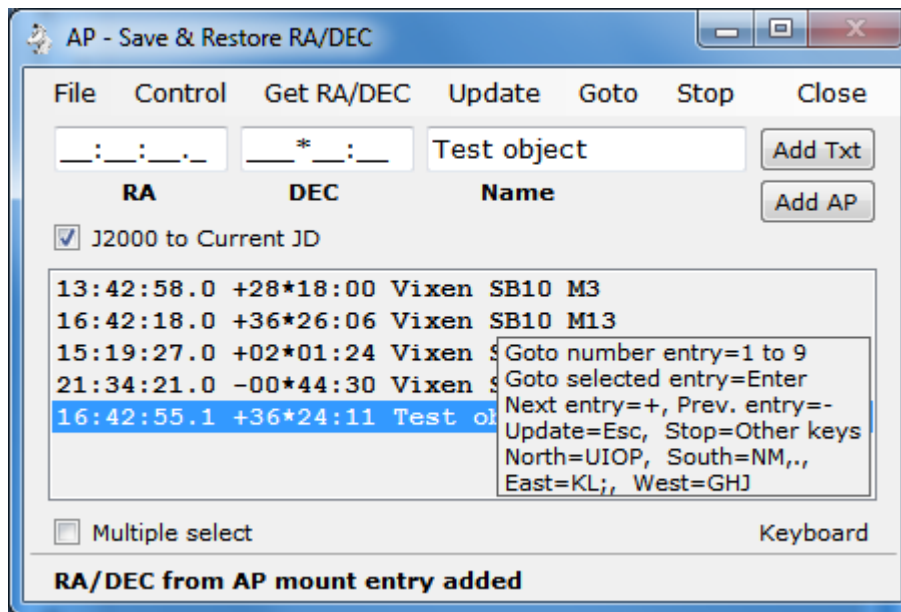 AP - Save & Restore RA/DEC
File Control Get RA/DEC Update Goto Stop Close
__:__:__._ ___*__:__ Test object Add Txt
RA DEC Name Add AP
J2000 to Current JD
13:42:58.0 +28*18:00 Vixen SB10 M3
16:42:18.0 +36*26:06 Vixen SB10 M13
15:19:27.0 +02*01:24 Vixen
21:34:21.0 -00*44:30 Vixen
16:42:55.1 +36*24:11 Test
Goto number entry=1 to 9
Goto selected entry=Enter
Next entry=+, Prev. entry=-
Update=Esc, Stop=Other keys
North=UIOP, South=NM,.,
East=KL;, West=GHJ
Multiple select Keyboard
RA/DEC from AP mount entry added